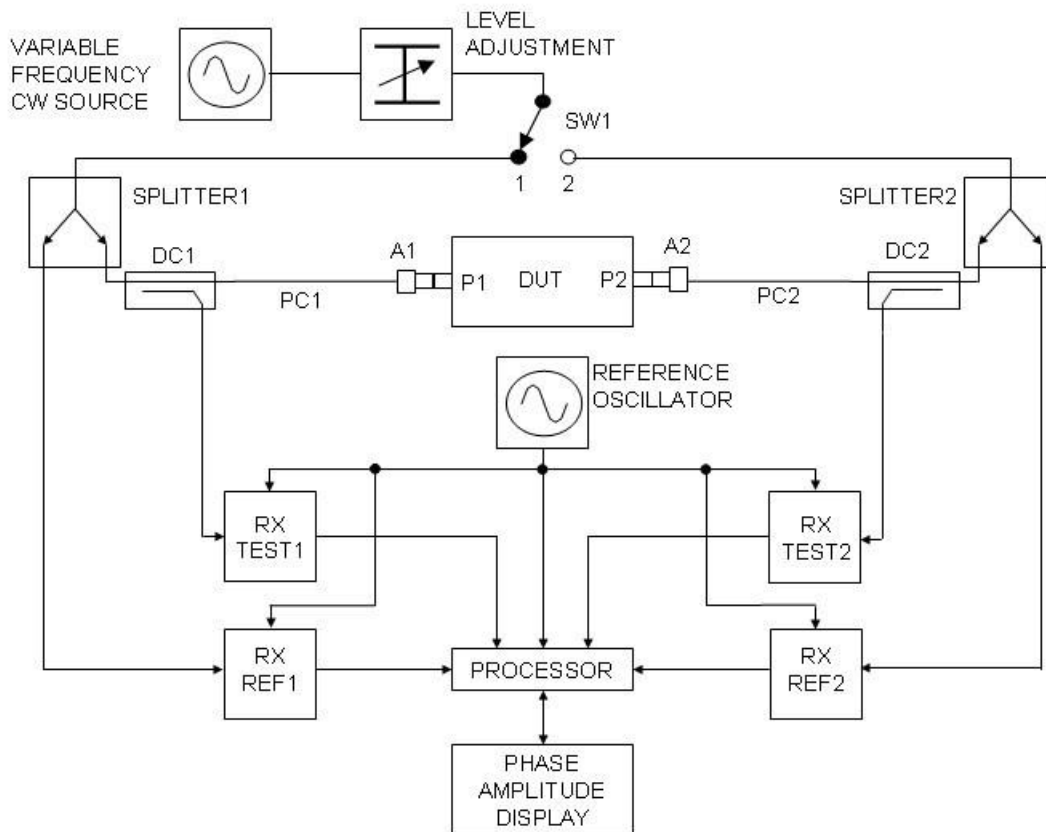 VARIABLE
FREQUENCY
CW SOURCE
LEVEL
ADJUSTMENT
SW1
1
2
SPLITTER1
SPLITTER2
DC1
A1
P1
DUT
P2
A2
DC2
PC1
PC2
REFERENCE
OSCILLATOR
RX
TEST1
RX
TEST2
RX
REF1
PROCESSOR
RX
REF2
PHASE
AMPLITUDE
DISPLAY